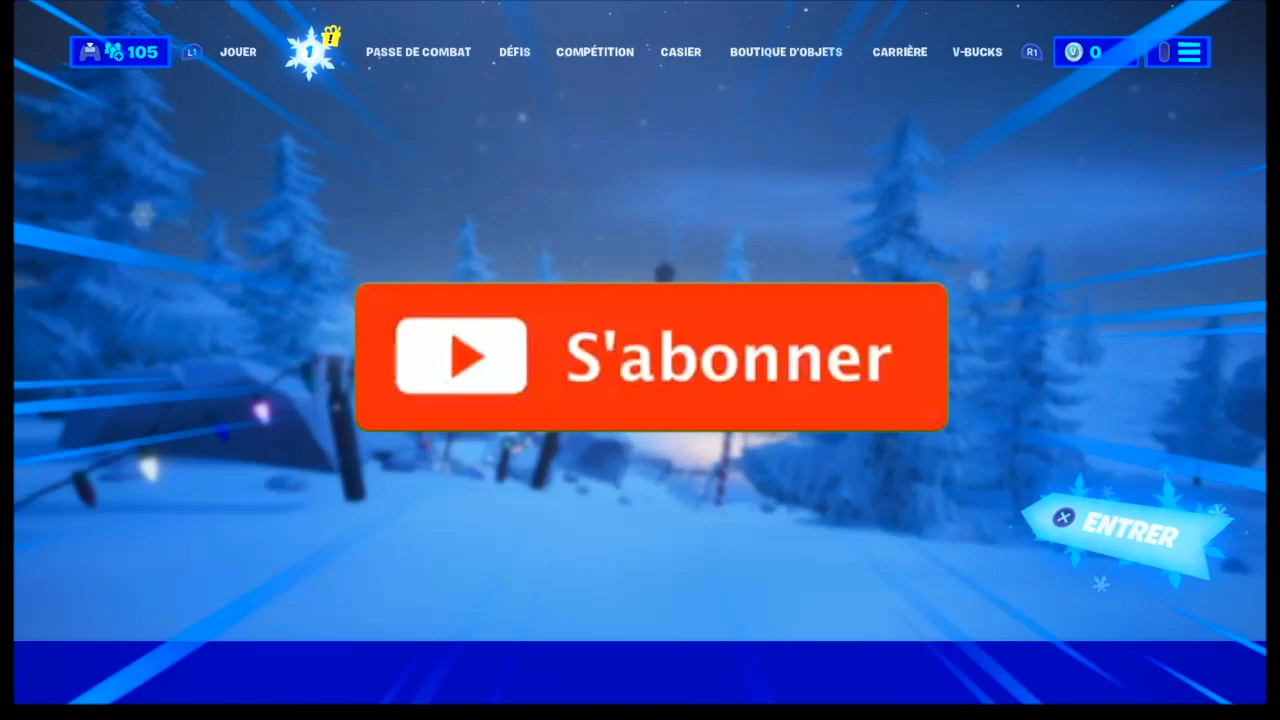 105 L1 JOUER 1 ! PASSE DE COMBAT DÉFIS COMPÉTITION CASIER BOUTIQUE D'OBJETS CARRIÈRE V-BUCKS R1 V 0
S'abonner
ENTRER